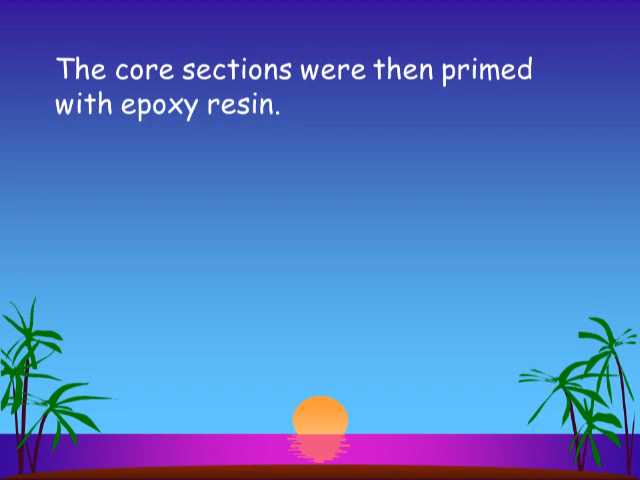 The core sections were then primed
with epoxy resin.